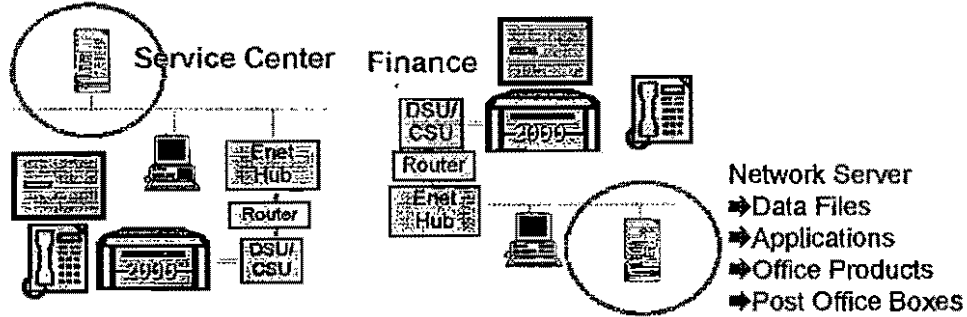 Service Center
Finance
DSU/
CSU
2000
Router
Enet
Hub
Enet
Hub
Router
DSU/
CSU
2000
Network Server
➡Data Files
➡Applications
➡Office Products
➡Post Office Boxes